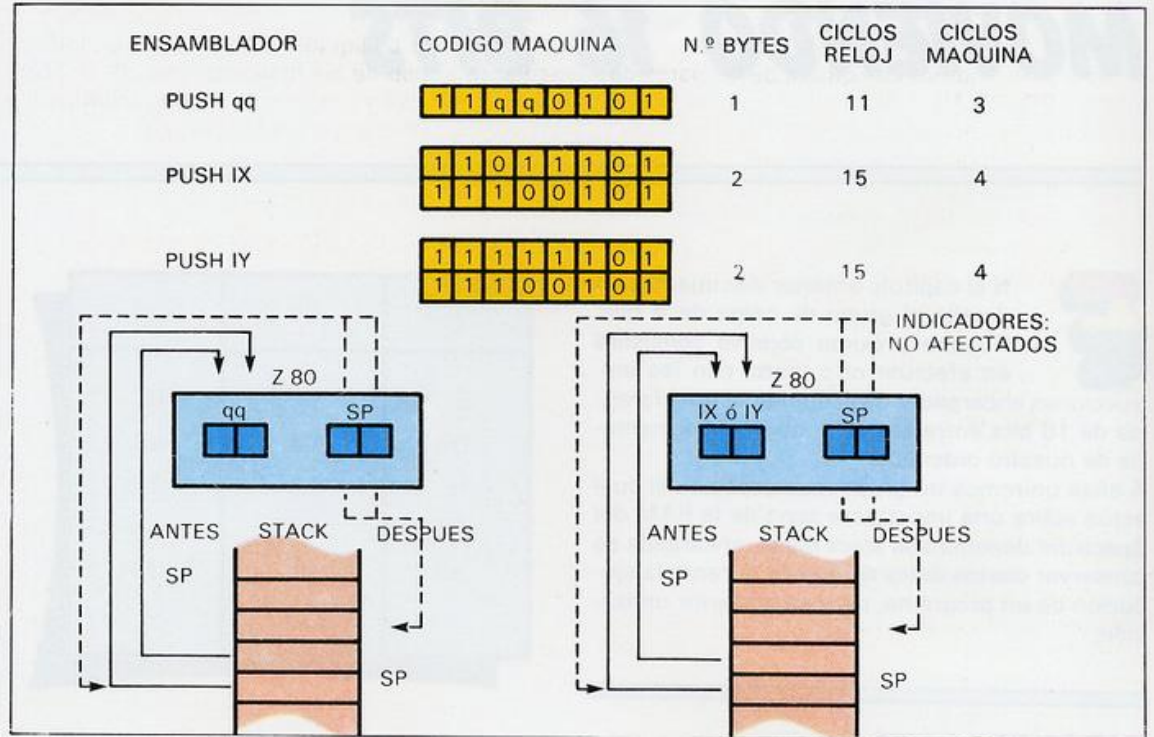 ENSAMBLADOR CODIGO MAQUINA N.º BYTES CICLOS RELOJ CICLOS MAQUINA
PUSH qq 1 1 q q 0 1 0 1 1 11 3
PUSH IX 1 1 0 1 1 1 0 1 2 15 4
1 1 1 0 0 1 0 1
PUSH IY 1 1 1 1 1 1 0 1 2 15 4
1 1 1 0 0 1 0 1
INDICADORES:
NO AFECTADOS
Z 80
qq SP
ANTES STACK DESPUES
SP
SP
Z 80
IX ó IY SP
ANTES STACK DESPUES
SP
SP